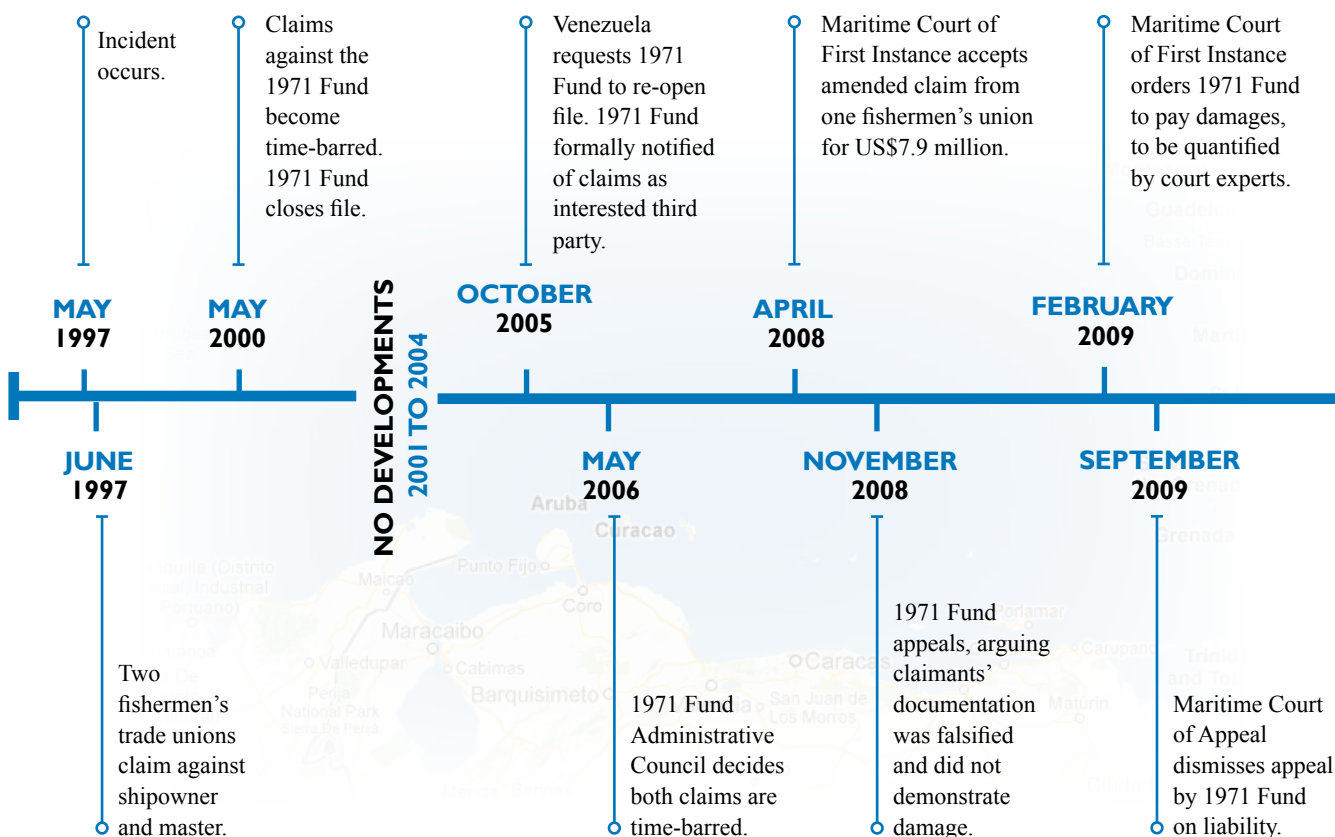 Incident
occurs.
Claims
against the
1971 Fund
become
time-barred.
1971 Fund
closes file.
Venezuela
requests 1971
Fund to re-open
file. 1971 Fund
formally notified
of claims as
interested third
party.
Maritime Court of
First Instance accepts
amended claim from
one fishermen’s union
for US$7.9 million.
Maritime Court
of First Instance
orders 1971 Fund
to pay damages,
to be quantified
by court experts.
MAY
1997
MAY
2000
NO DEVELOPMENTS
2001 TO 2004
OCTOBER
2005
APRIL
2008
FEBRUARY
2009
JUNE
1997
MAY
2006
NOVEMBER
2008
SEPTEMBER
2009
Two
fishermen’s
trade unions
claim against
shipowner
and master.
1971 Fund
Administrative
Council decides
both claims are
time-barred.
1971 Fund
appeals, arguing
claimants’
documentation
was falsified
and did not
demonstrate
damage.
Maritime Court
of Appeal
dismisses appeal
by 1971 Fund
on liability.
Aruba
Curacao
Grenada
Punto Fijo
Maicao
Coro
Maracaibo
Valledupar
Cabimas
Barquisimeto
Caracas
Porlamar
Carupano
San Juan de
Los Morros
Maturin
Perija
National Park